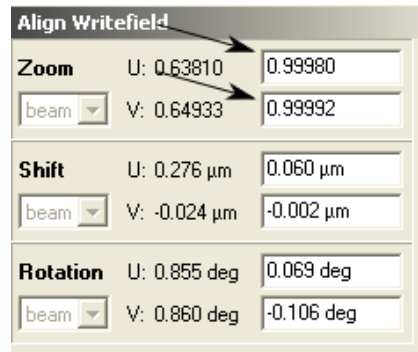 Align Writefield
Zoom U: 0.63810 0.99980
beam V: 0.64933 0.99992
Shift U: 0.276 µm 0.060 µm
beam V: -0.024 µm -0.002 µm
Rotation U: 0.855 deg 0.069 deg
beam V: 0.860 deg -0.106 deg